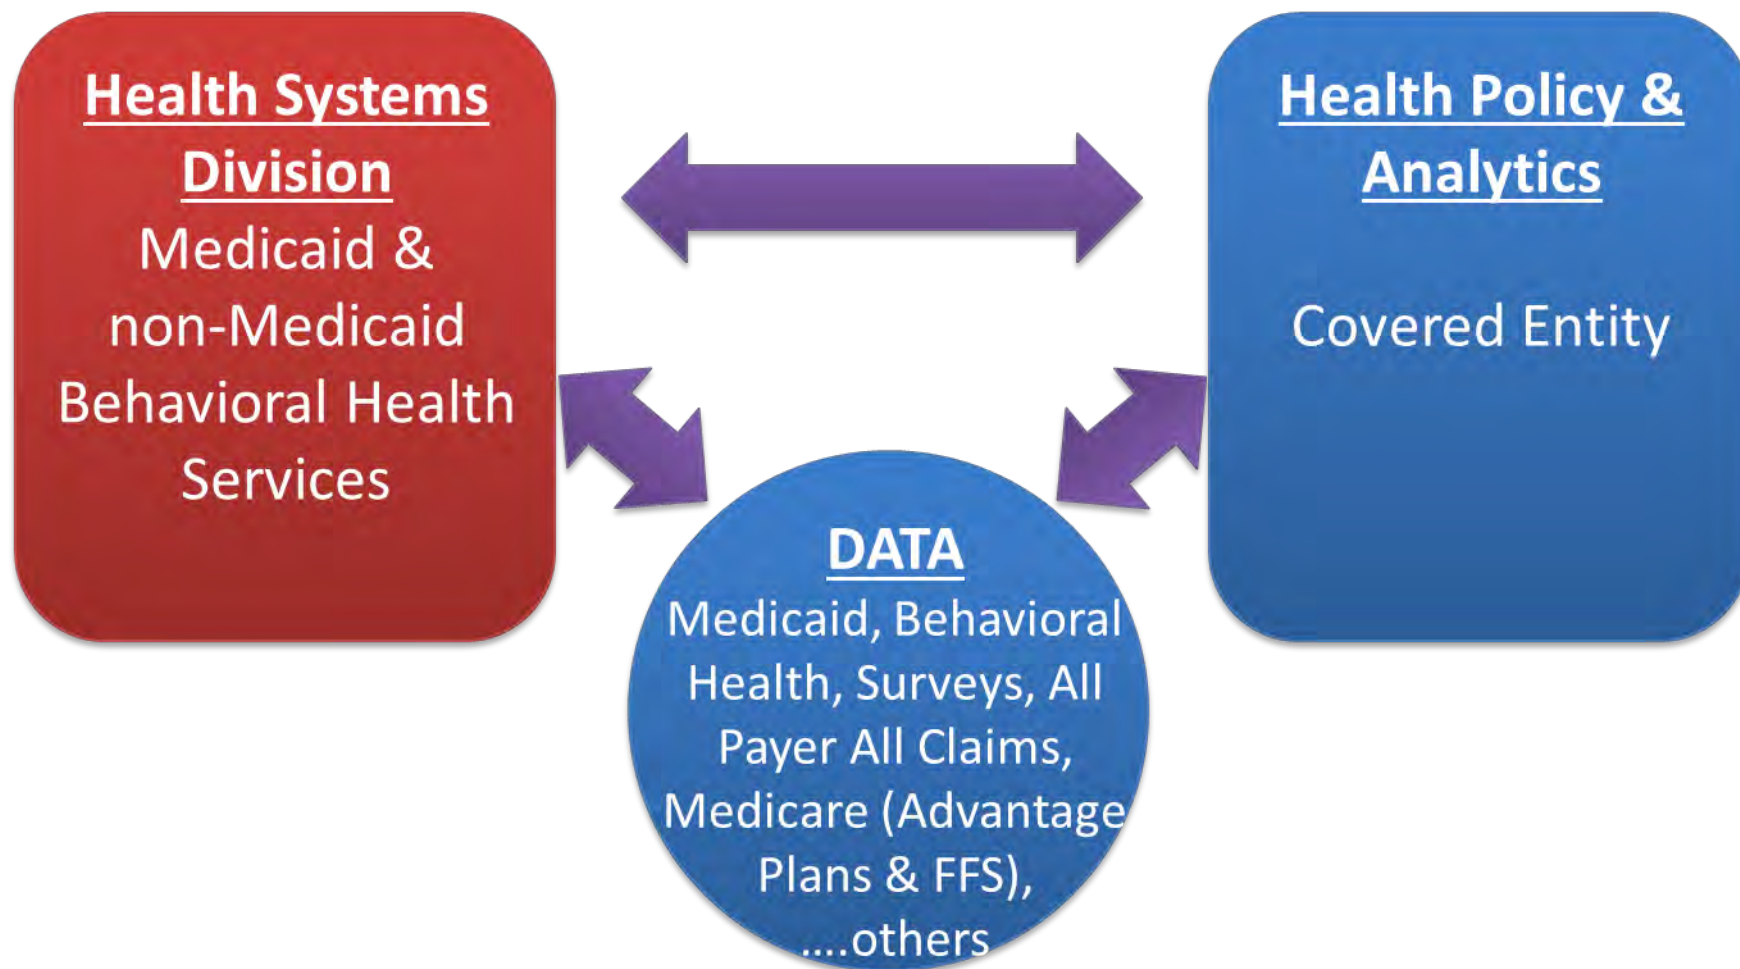 Health Systems
Division
Medicaid &
non-Medicaid
Behavioral Health
Services
Health Policy &
Analytics
Covered Entity
DATA
Medicaid, Behavioral
Health, Surveys, All
Payer All Claims,
Medicare (Advantage
Plans & FFS),
....others